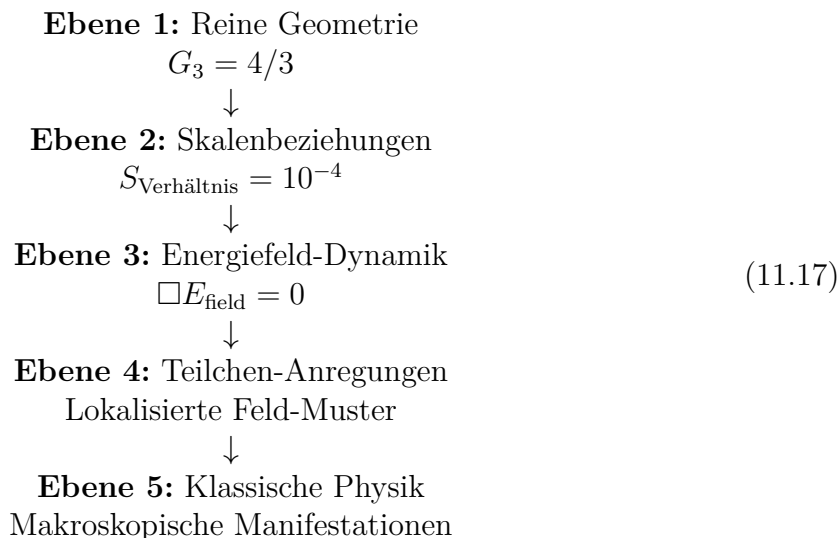 Ebene 1: Reine Geometrie
G₃ = 4/3
↓
Ebene 2: Skalenbeziehungen
S_Verhältnis = 10⁻⁴
↓
Ebene 3: Energiefeld-Dynamik
□E_field = 0
(11.17)
↓
Ebene 4: Teilchen-Anregungen
Lokalisierte Feld-Muster
↓
Ebene 5: Klassische Physik
Makroskopische Manifestationen